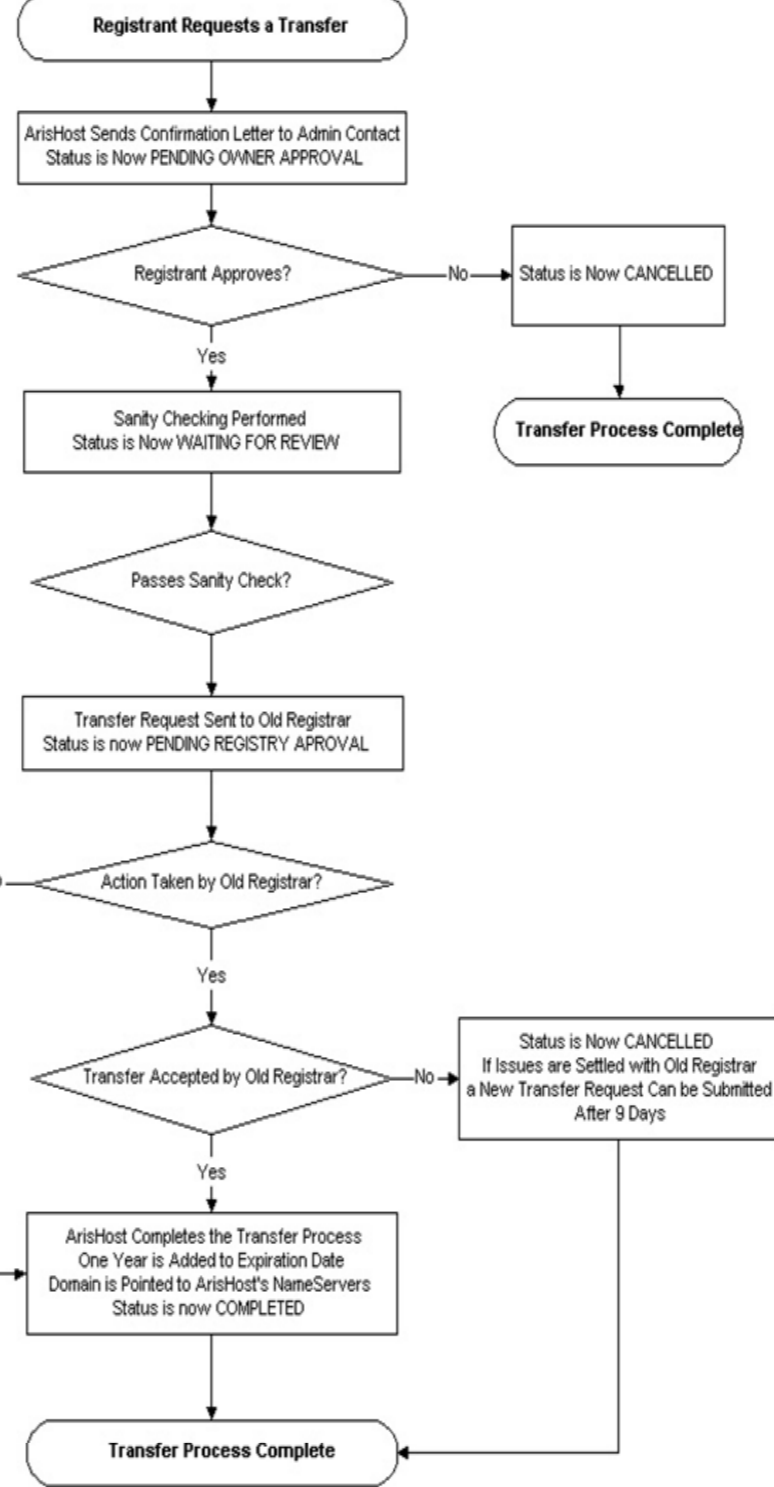 Registrant Requests a Transfer
ArisHost Sends Confirmation Letter to Admin Contact
Status is Now PENDING OWNER APPROVAL
Registrant Approves?
No
Status is Now CANCELLED
Yes
Transfer Process Complete
Sanity Checking Performed
Status is Now WAITING FOR REVIEW
Passes Sanity Check?
Transfer Request Sent to Old Registrar
Status is now PENDING REGISTRY APROVAL
Action Taken by Old Registrar?
Yes
Transfer Accepted by Old Registrar?
No
Status is Now CANCELLED
If Issues are Settled with Old Registrar
a New Transfer Request Can be Submitted
After 9 Days
Yes
ArisHost Completes the Transfer Process
One Year is Added to Expiration Date
Domain is Pointed to ArisHost's NameServers
Status is now COMPLETED
Transfer Process Complete